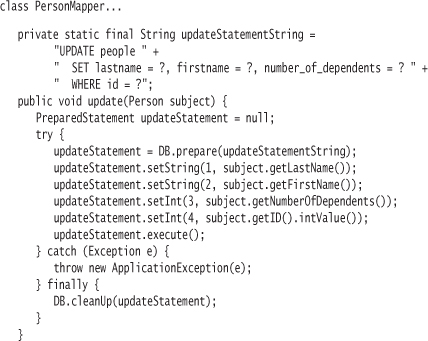 class PersonMapper...
private static final String updateStatementString =
"UPDATE people " +
"  SET lastname = ?, firstname = ?, number_of_dependents = ? " +
"  WHERE id = ?";
public void update(Person subject) {
PreparedStatement updateStatement = null;
try {
updateStatement = DB.prepare(updateStatementString);
updateStatement.setString(1, subject.getLastName());
updateStatement.setString(2, subject.getFirstName());
updateStatement.setInt(3, subject.getNumberOfDependents());
updateStatement.setInt(4, subject.getID().intValue());
updateStatement.execute();
} catch (Exception e) {
throw new ApplicationException(e);
} finally {
DB.cleanUp(updateStatement);
}
}